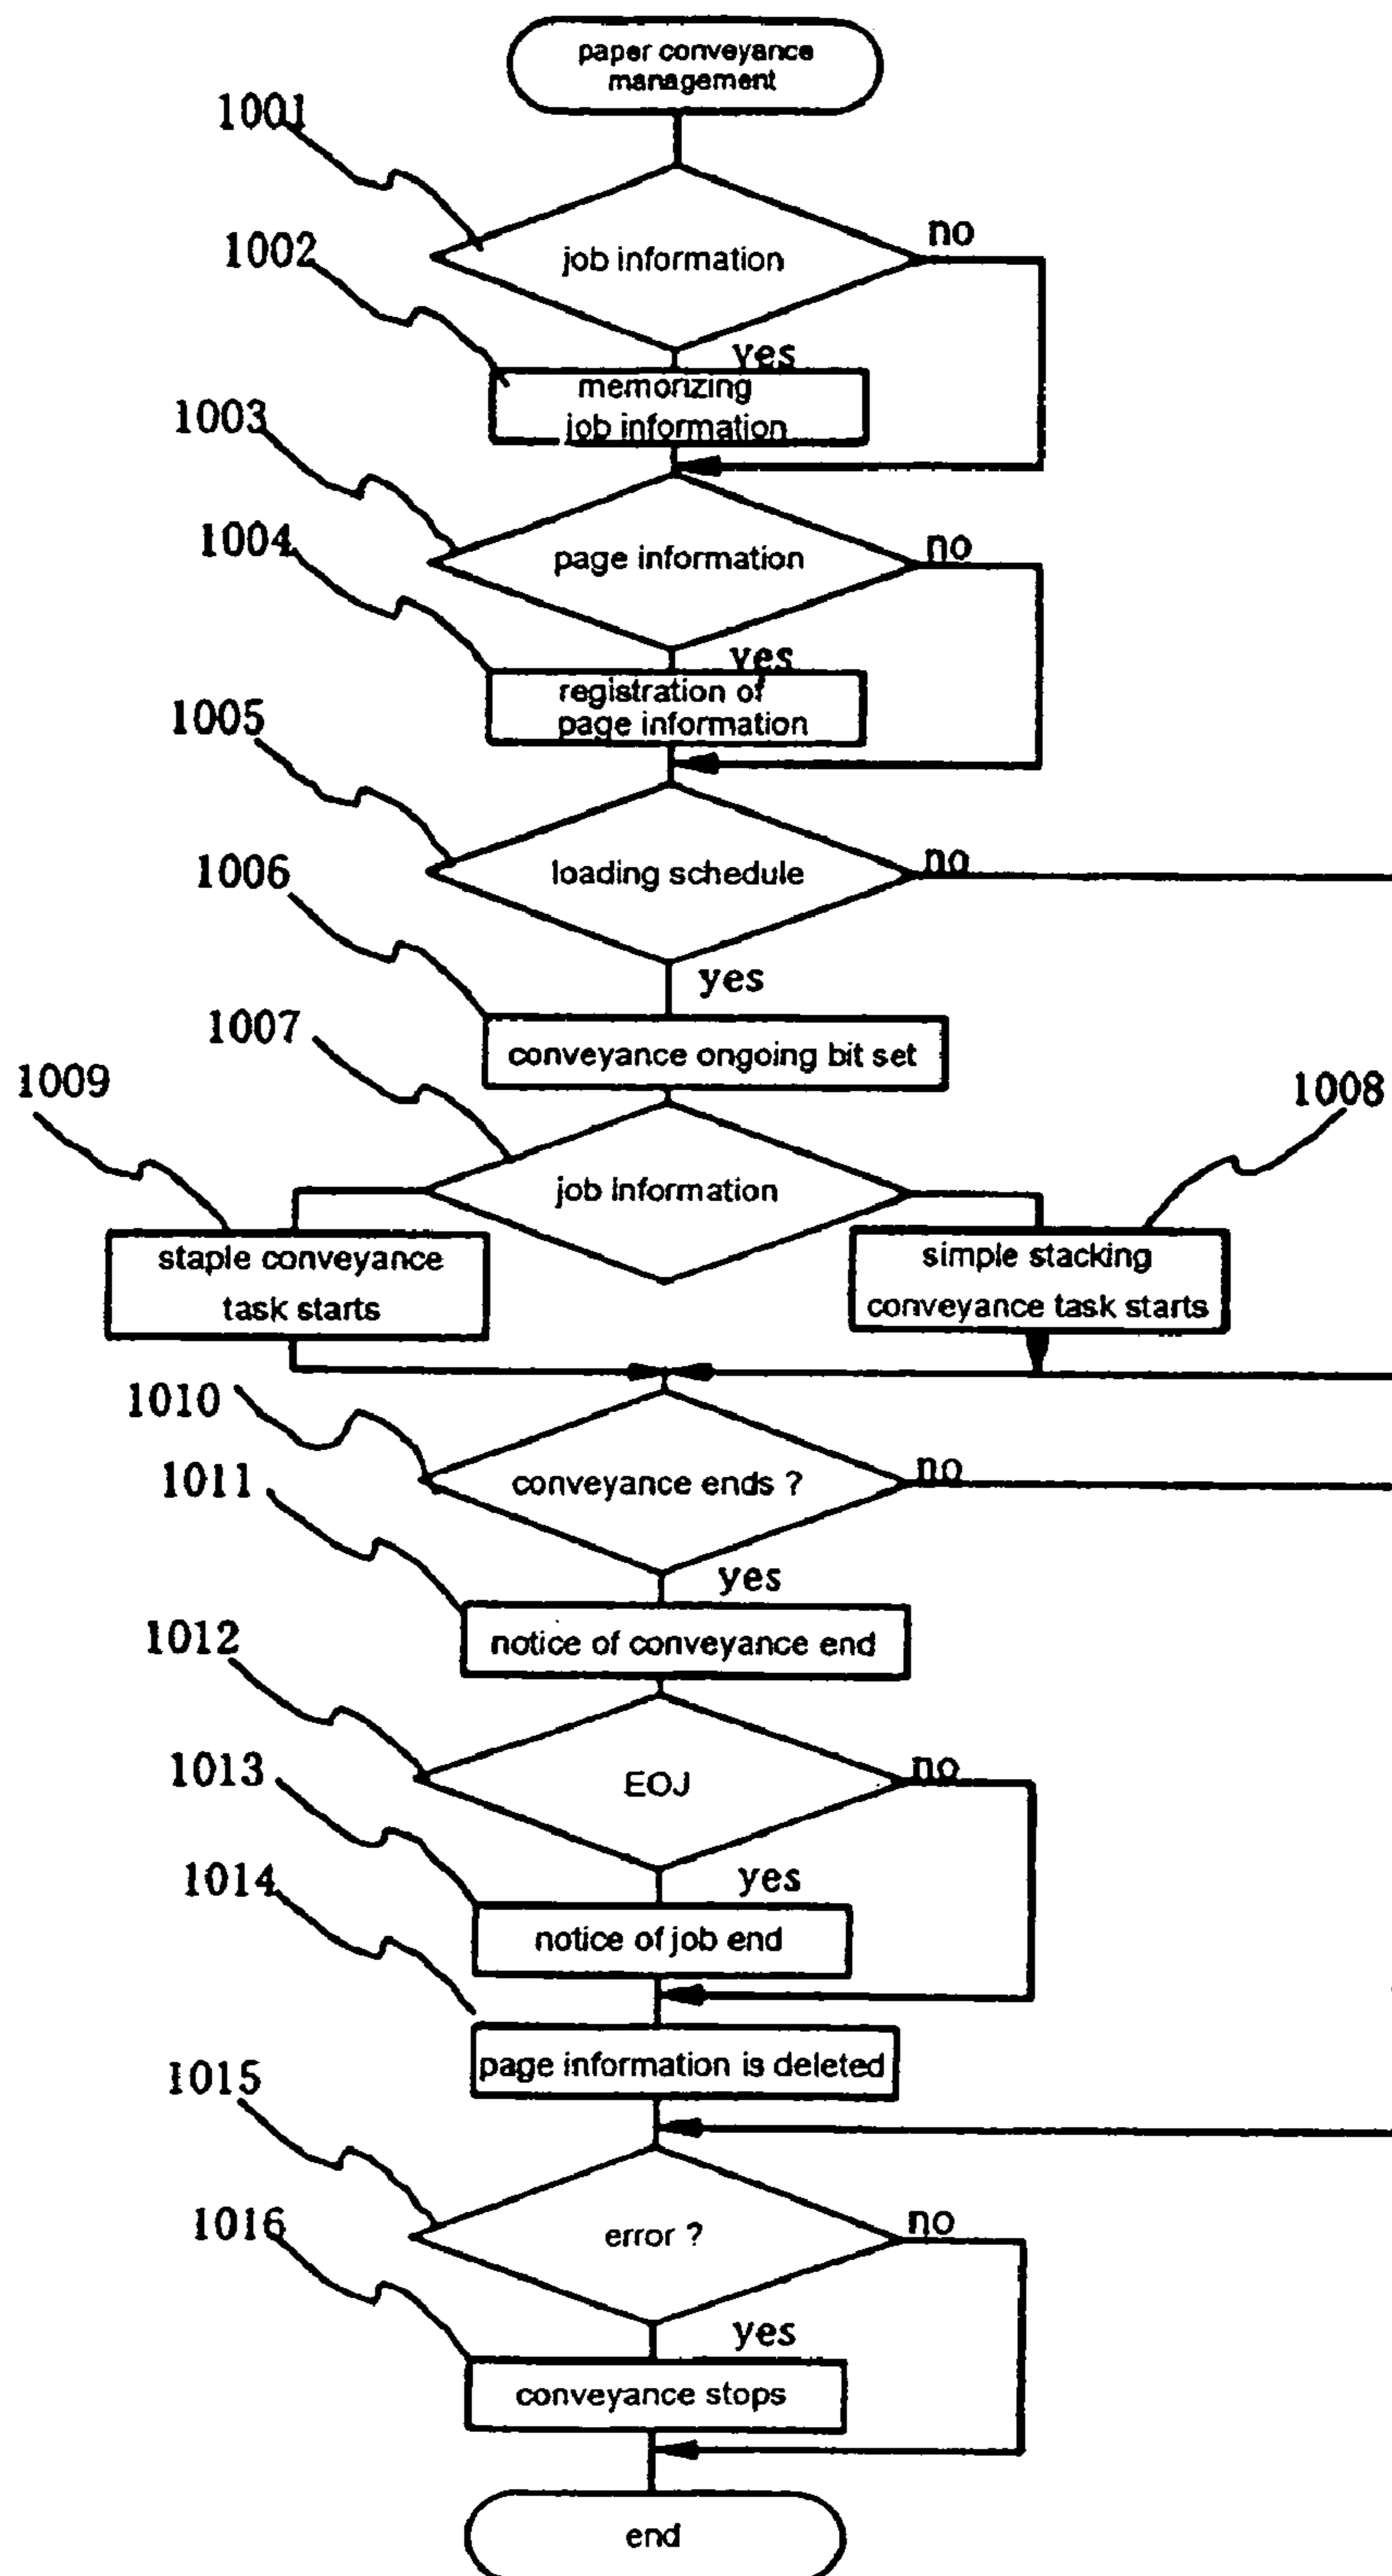 paper conveyance
management
1001
job information
no
1002
yes
memorizing
job information
1003
page information
no
1004
yes
registration of
page information
1005
loading schedule
no
1006
yes
conveyance ongoing bit set
1007
job information
1009
1008
staple conveyance
task starts
simple stacking
conveyance task starts
1010
conveyance ends ?
no
1011
yes
notice of conveyance end
1012
EOJ
no
1013
yes
notice of job end
1014
page information is deleted
1015
error ?
no
1016
yes
conveyance stops
end